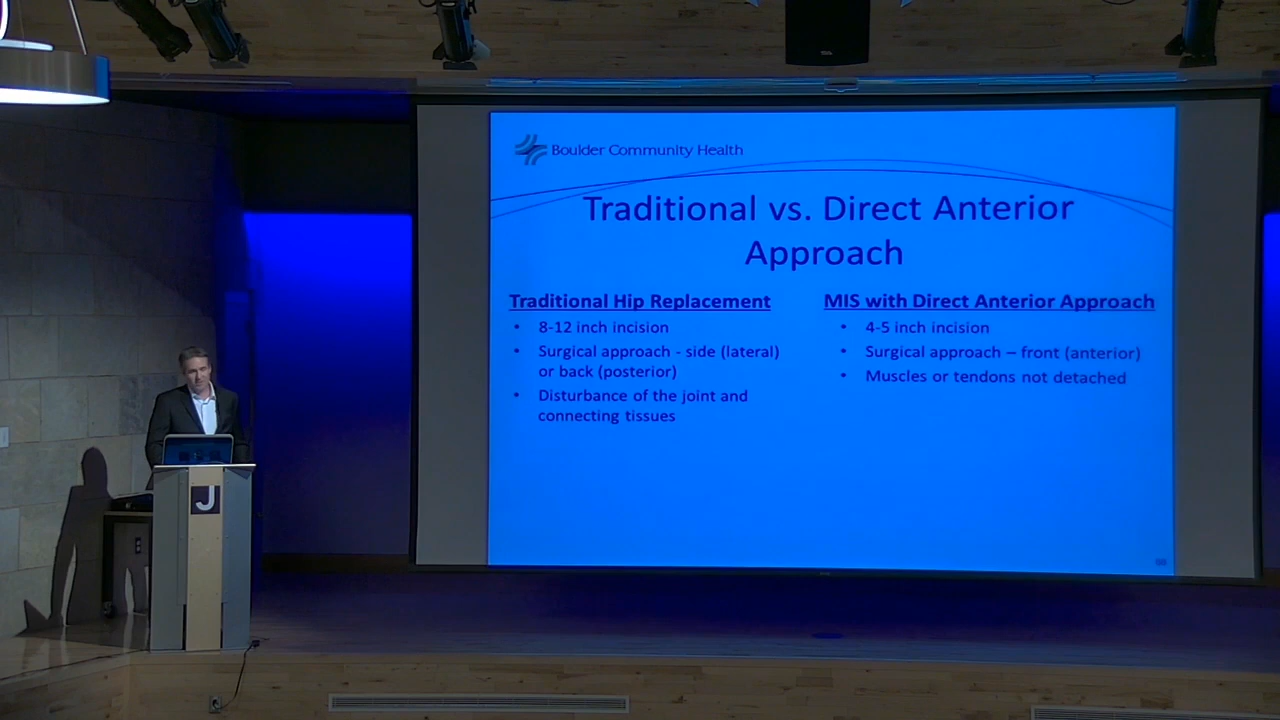 Boulder Community Health
Traditional vs. Direct Anterior
Approach
Traditional Hip Replacement
• 8-12 inch incision
• Surgical approach - side (lateral)
or back (posterior)
• Disturbance of the joint and
connecting tissues
MIS with Direct Anterior Approach
• 4-5 inch incision
• Surgical approach – front (anterior)
• Muscles or tendons not detached
J